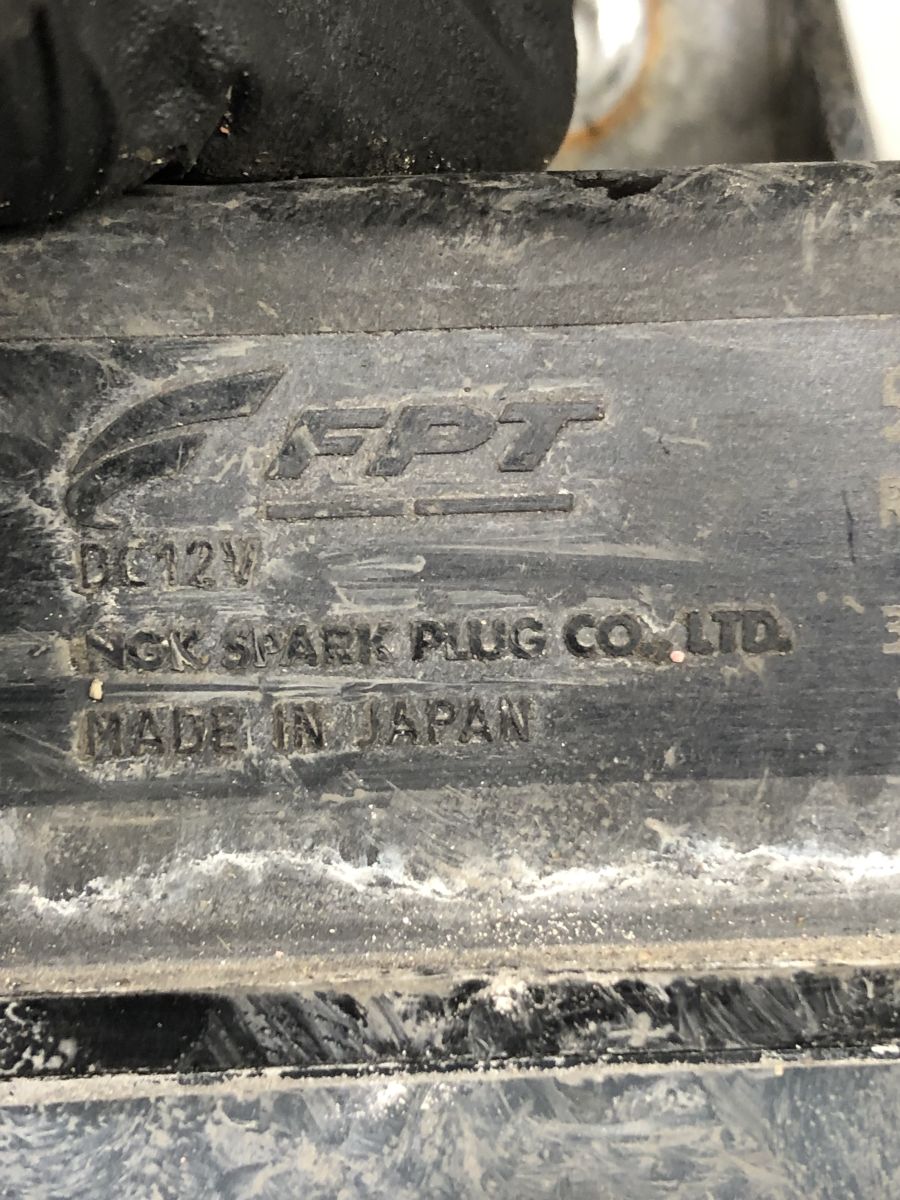 FPT
DC12V
NGK SPARK PLUG CO., LTD.
MADE IN JAPAN